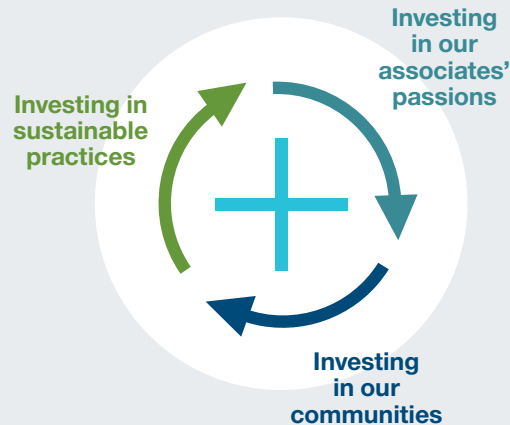 Investing
in our
associates’
passions
Investing in
sustainable
practices
Investing
in our
communities